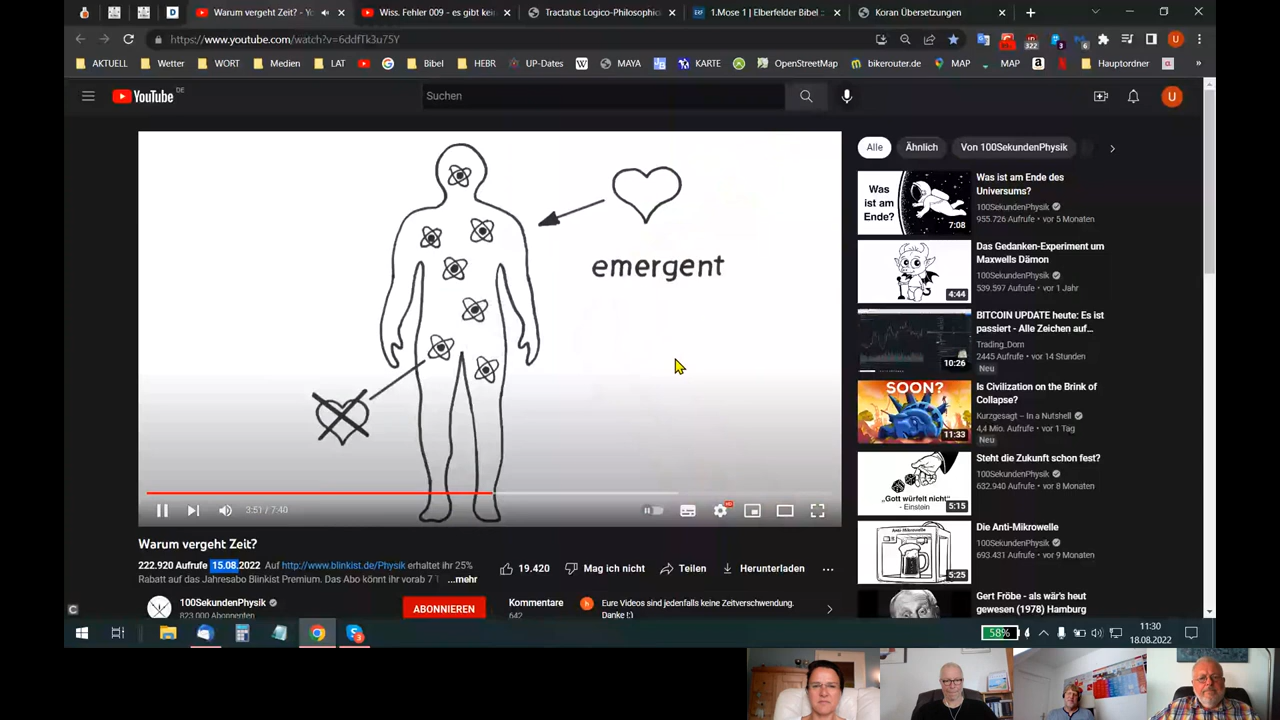 Warum vergeht Zeit? - Yo
Wiss. Fehler 009 - es gibt kein
Tractatus Logico-Philosophic
1.Mose 1 | Elberfelder Bibel :
Koran Übersetzungen
https://www.youtube.com/watch?v=6ddfTk3u75Y
322
AKTUELL
Wetter
WORT
Medien
LAT
Bibel
HEBR
UP-Dates
MAYA
KARTE
OpenStreetMap
bikerouter.de
MAP
MAP
Hauptordner
YouTube DE
Suchen
U
Alle
Ähnlich
Von 100SekundenPhysik
emergent
3:51 / 7:40
Was ist am Ende?
7:08
Was ist am Ende des
Universums?
100SekundenPhysik
955.726 Aufrufe • vor 5 Monaten
4:44
Das Gedanken-Experiment um
Maxwells Dämon
100SekundenPhysik
539.597 Aufrufe • vor 1 Jahr
10:26
BITCOIN UPDATE heute: Es ist
passiert - Alle Zeichen auf...
Trading_Dom
2445 Aufrufe • vor 14 Stunden
Neu
SOON?
11:33
Is Civilization on the Brink of
Collapse?
Kurzgesagt – In a Nutshell
4,4 Mio. Aufrufe • vor 1 Tag
Neu
„Gott würfelt nicht"
- Einstein
5:15
Steht die Zukunft schon fest?
100SekundenPhysik
632.940 Aufrufe • vor 8 Monaten
Anti-Mikrowelle
5:25
Die Anti-Mikrowelle
100SekundenPhysik
693.431 Aufrufe • vor 9 Monaten
Gert Fröbe - als wär's heut
gewesen (1978) Hamburg
Warum vergeht Zeit?
222.920 Aufrufe 15.08.2022 Auf http://www.blinkist.de/Physik erhaltet ihr 25%
Rabatt auf das Jahresabo Blinkist Premium. Das Abo könnt ihr vorab 7 T ...mehr
19.420
Mag ich nicht
Teilen
Herunterladen
100SekundenPhysik
823.000 Abonnenten
ABONNIEREN
Kommentare
642
Eure Videos sind jedenfalls keine Zeitverschwendung.
Danke !:)
58%
11:30
18.08.2022